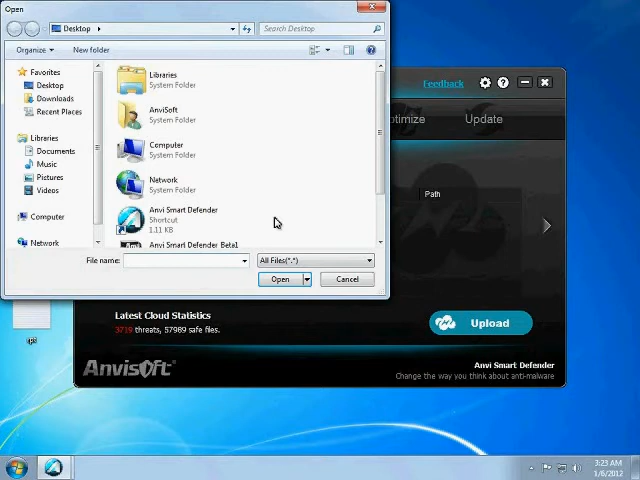 Open
Desktop
Search Desktop
Organize
New folder
Favorites
Desktop
Downloads
Recent Places
Libraries
Documents
Music
Pictures
Videos
Computer
Network
Libraries
System Folder
AnviSoft
System Folder
Computer
System Folder
Network
System Folder
Anvi Smart Defender
Shortcut
1.11 KB
Anvi Smart Defender Beta1
File name:
All Files(*.*)
Open
Cancel
Feedback
timize
Update
Path
Latest Cloud Statistics
3719 threats, 57989 safe files.
Upload
Anvisoft
Anvi Smart Defender
Change the way you think about anti-malware
3:23 AM
1/6/2012